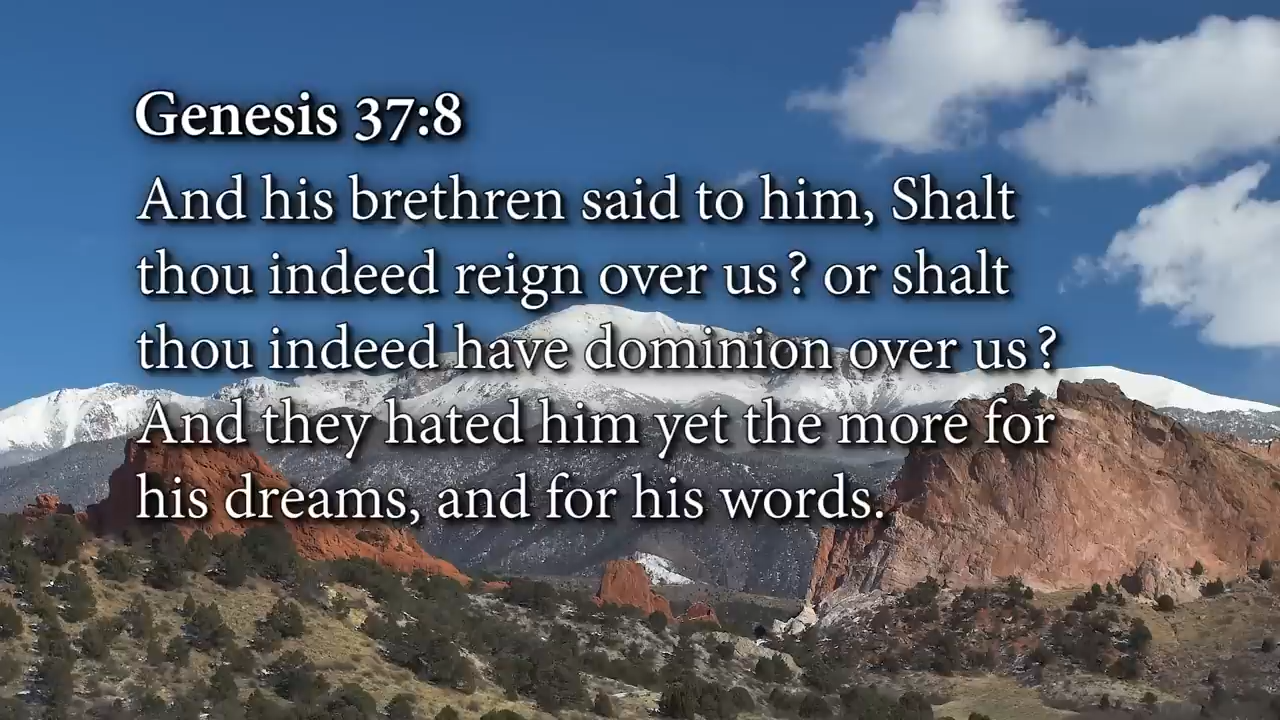 Genesis 37:8
And his brethren said to him, Shalt
thou indeed reign over us? or shalt
thou indeed have dominion over us?
And they hated him yet the more for
his dreams, and for his words.